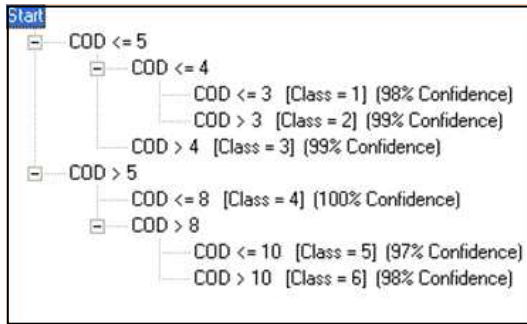 Start
COD <= 5
COD <= 4
COD <= 3 [Class = 1] (98% Confidence)
COD > 3 [Class = 2] (99% Confidence)
COD > 4 [Class = 3] (99% Confidence)
COD > 5
COD <= 8 [Class = 4] (100% Confidence)
COD > 8
COD <= 10 [Class = 5] (97% Confidence)
COD > 10 [Class = 6] (98% Confidence)